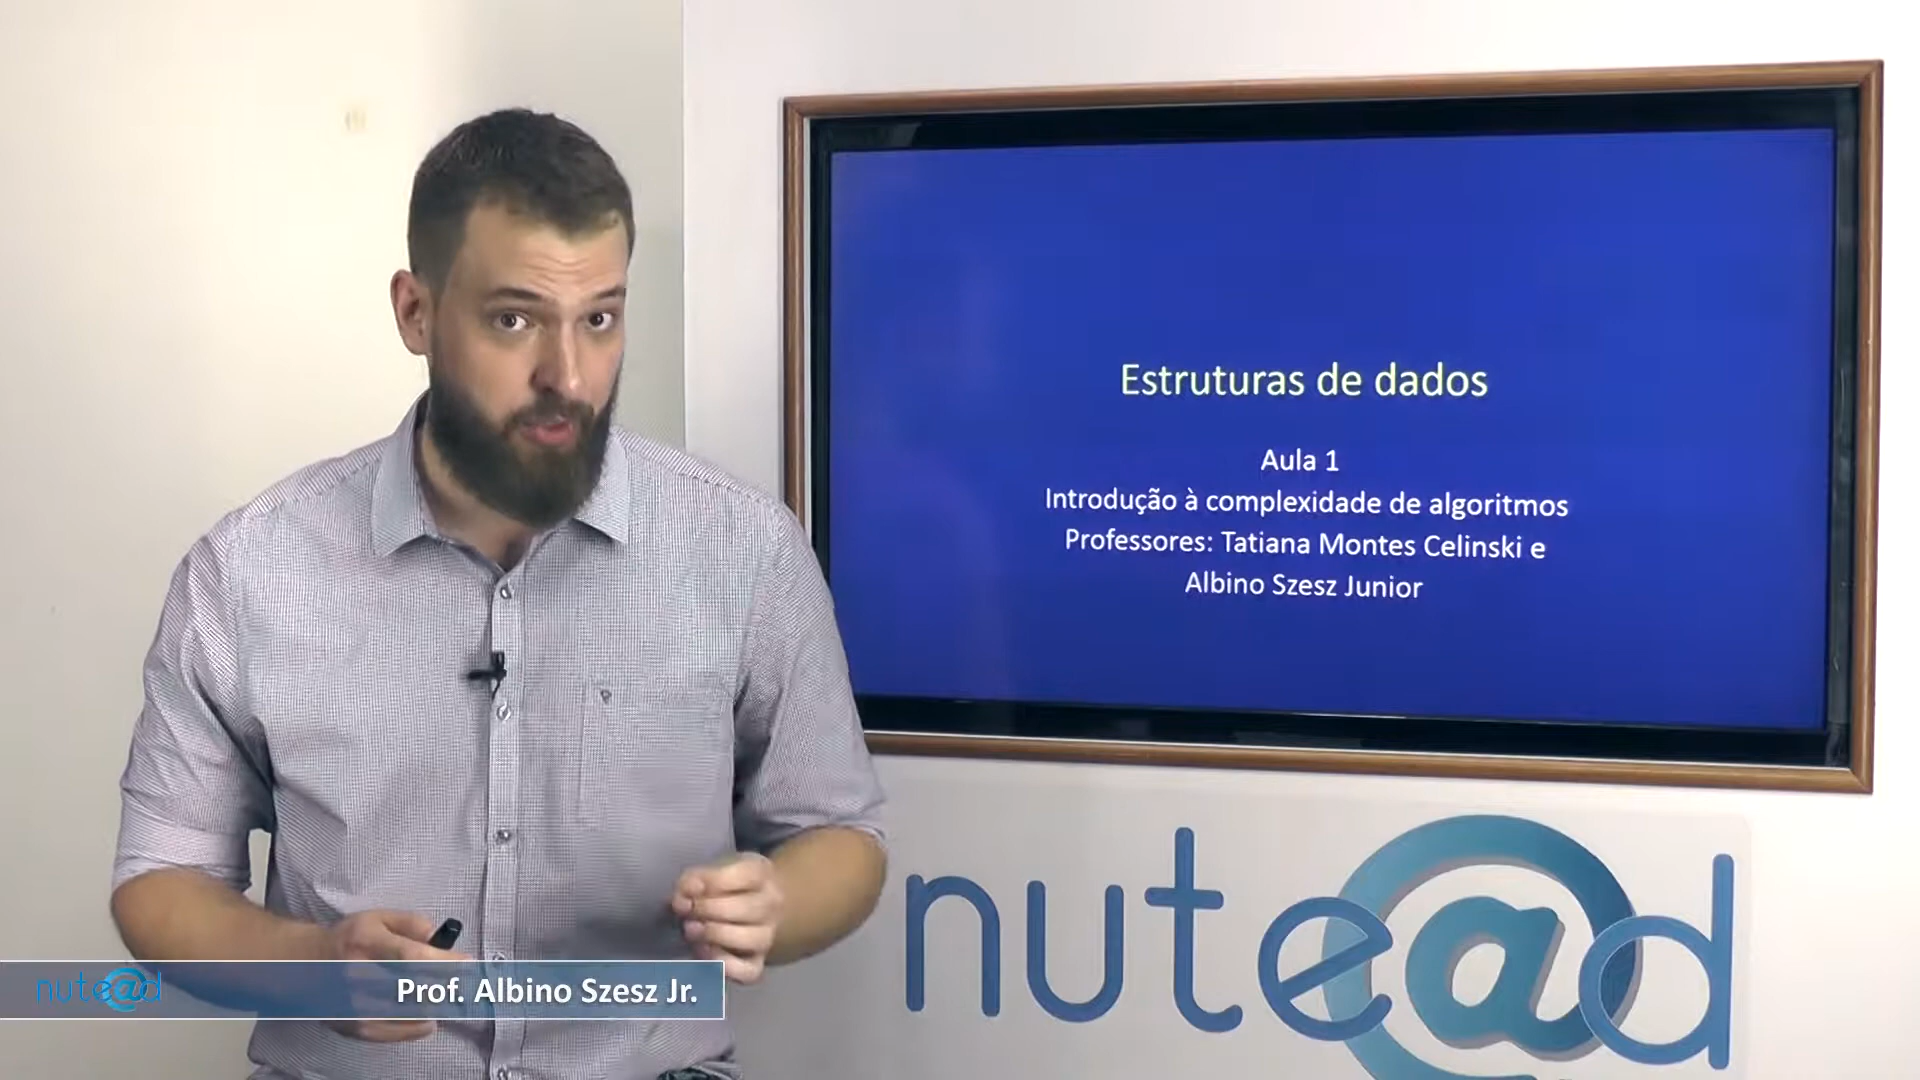 Estruturas de dados
Aula 1
Introdução à complexidade de algoritmos
Professores: Tatiana Montes Celinski e
Albino Szesz Junior
nute@d
nute@d
Prof. Albino Szesz Jr.